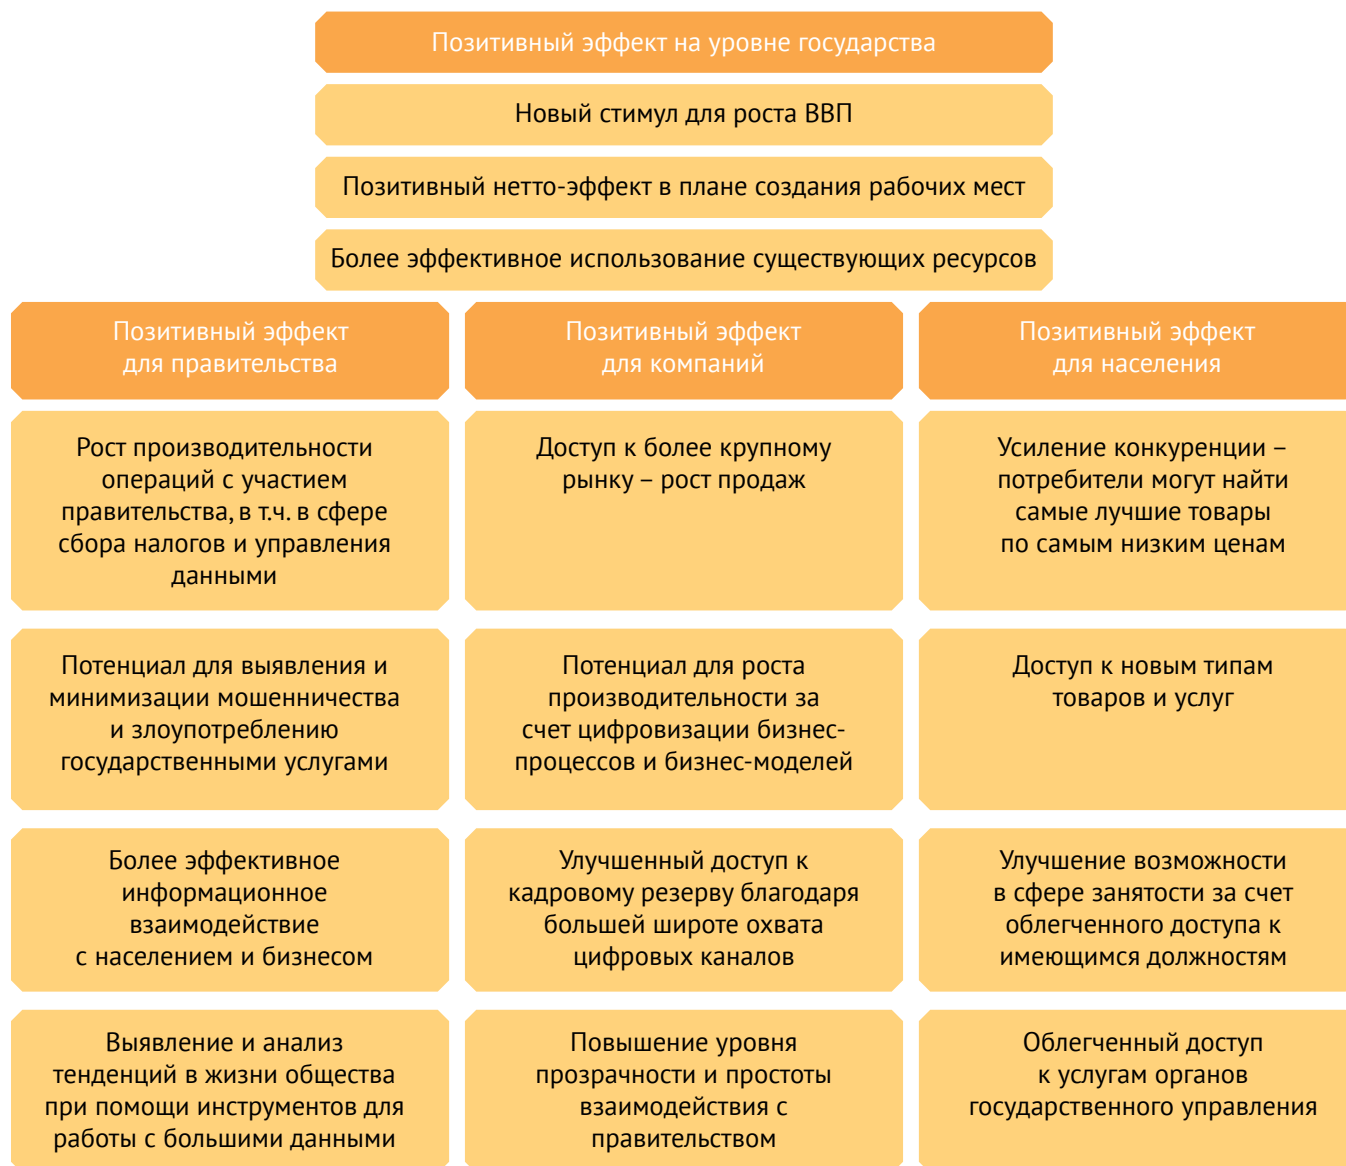 Позитивный эффект на уровне государства
Новый стимул для роста ВВП
Позитивный нетто-эффект в плане создания рабочих мест
Более эффективное использование существующих ресурсов
Позитивный эффект
для правительства
Позитивный эффект
для компаний
Позитивный эффект
для населения
Рост производительности
операций с участием
правительства, в т.ч. в сфере
сбора налогов и управления
данными
Доступ к более крупному
рынку – рост продаж
Усиление конкуренции –
потребители могут найти
самые лучшие товары
по самым низким ценам
Потенциал для выявления и
минимизации мошенничества
и злоупотреблению
государственными услугами
Потенциал для роста
производительности за
счет цифровизации бизнес-
процессов и бизнес-моделей
Доступ к новым типам
товаров и услуг
Более эффективное
информационное
взаимодействие
с населением и бизнесом
Улучшенный доступ к
кадровому резерву благодаря
большей широте охвата
цифровых каналов
Улучшение возможности
в сфере занятости за счет
облегченного доступа к
имеющимся должностям
Выявление и анализ
тенденций в жизни общества
при помощи инструментов для
работы с большими данными
Повышение уровня
прозрачности и простоты
взаимодействия с
правительством
Облегченный доступ
к услугам органов
государственного управления